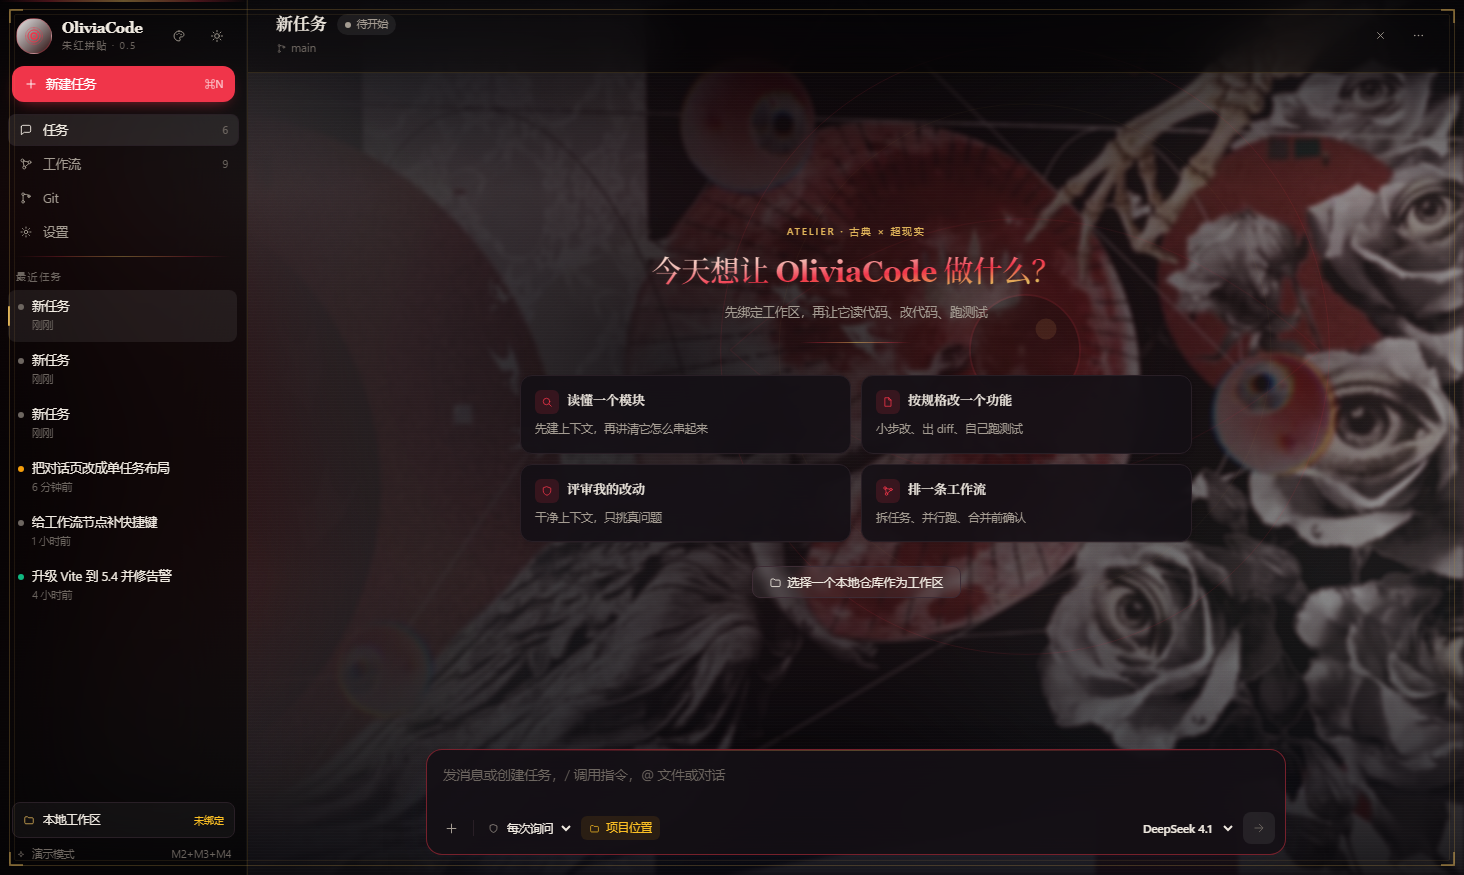 OliviaCode
朱红拼贴 · 0.5
新建任务 ⌘N
任务 6
工作流 9
Git
设置
最近任务
新任务
刚刚
新任务
刚刚
新任务
刚刚
把对话页改成单任务布局
6 分钟前
给工作流节点补快捷键
1 小时前
升级 Vite 到 5.4 并修告警
4 小时前
本地工作区 未绑定
演示模式 M2+M3+M4
新任务 待开始
main
ATELIER · 古典 × 超现实
今天想让 OliviaCode 做什么？
先绑定工作区，再让它读代码、改代码、跑测试
读懂一个模块
先建上下文，再讲清它怎么串起来
按规格改一个功能
小步改、出 diff、自己跑测试
评审我的改动
干净上下文，只挑真问题
排一条工作流
拆任务、并行跑、合并前确认
选择一个本地仓库作为工作区
发消息或创建任务，/ 调用指令，@ 文件或对话
每次询问 项目位置 DeepSeek 4.1